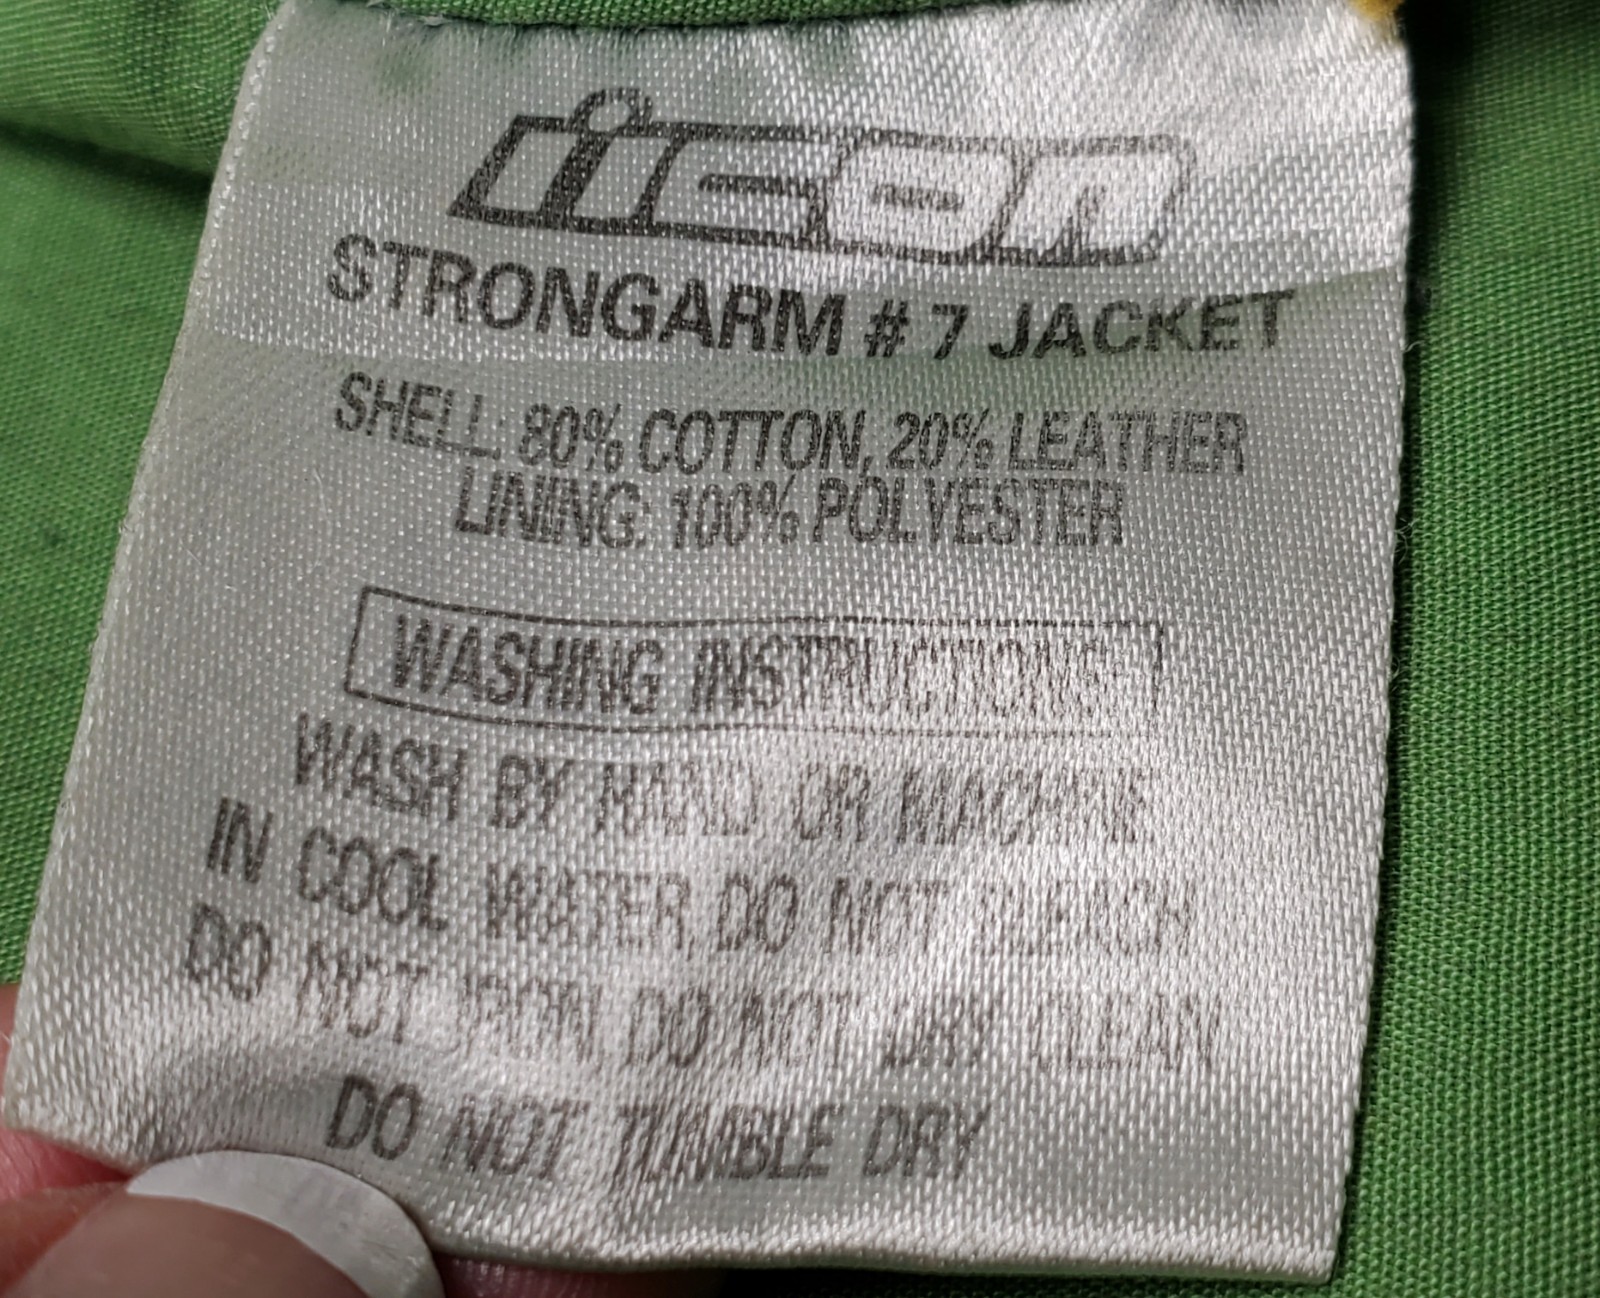 icon
STRONGARM # 7 JACKET
SHELL: 80% COTTON, 20% LEATHER
LINING: 100% POLYESTER
WASHING INSTRUCTIONS
WASH BY HAND OR MACHINE
IN COOL WATER, DO NOT BLEACH
DO NOT IRON, DO NOT DRY CLEAN
DO NOT TUMBLE DRY